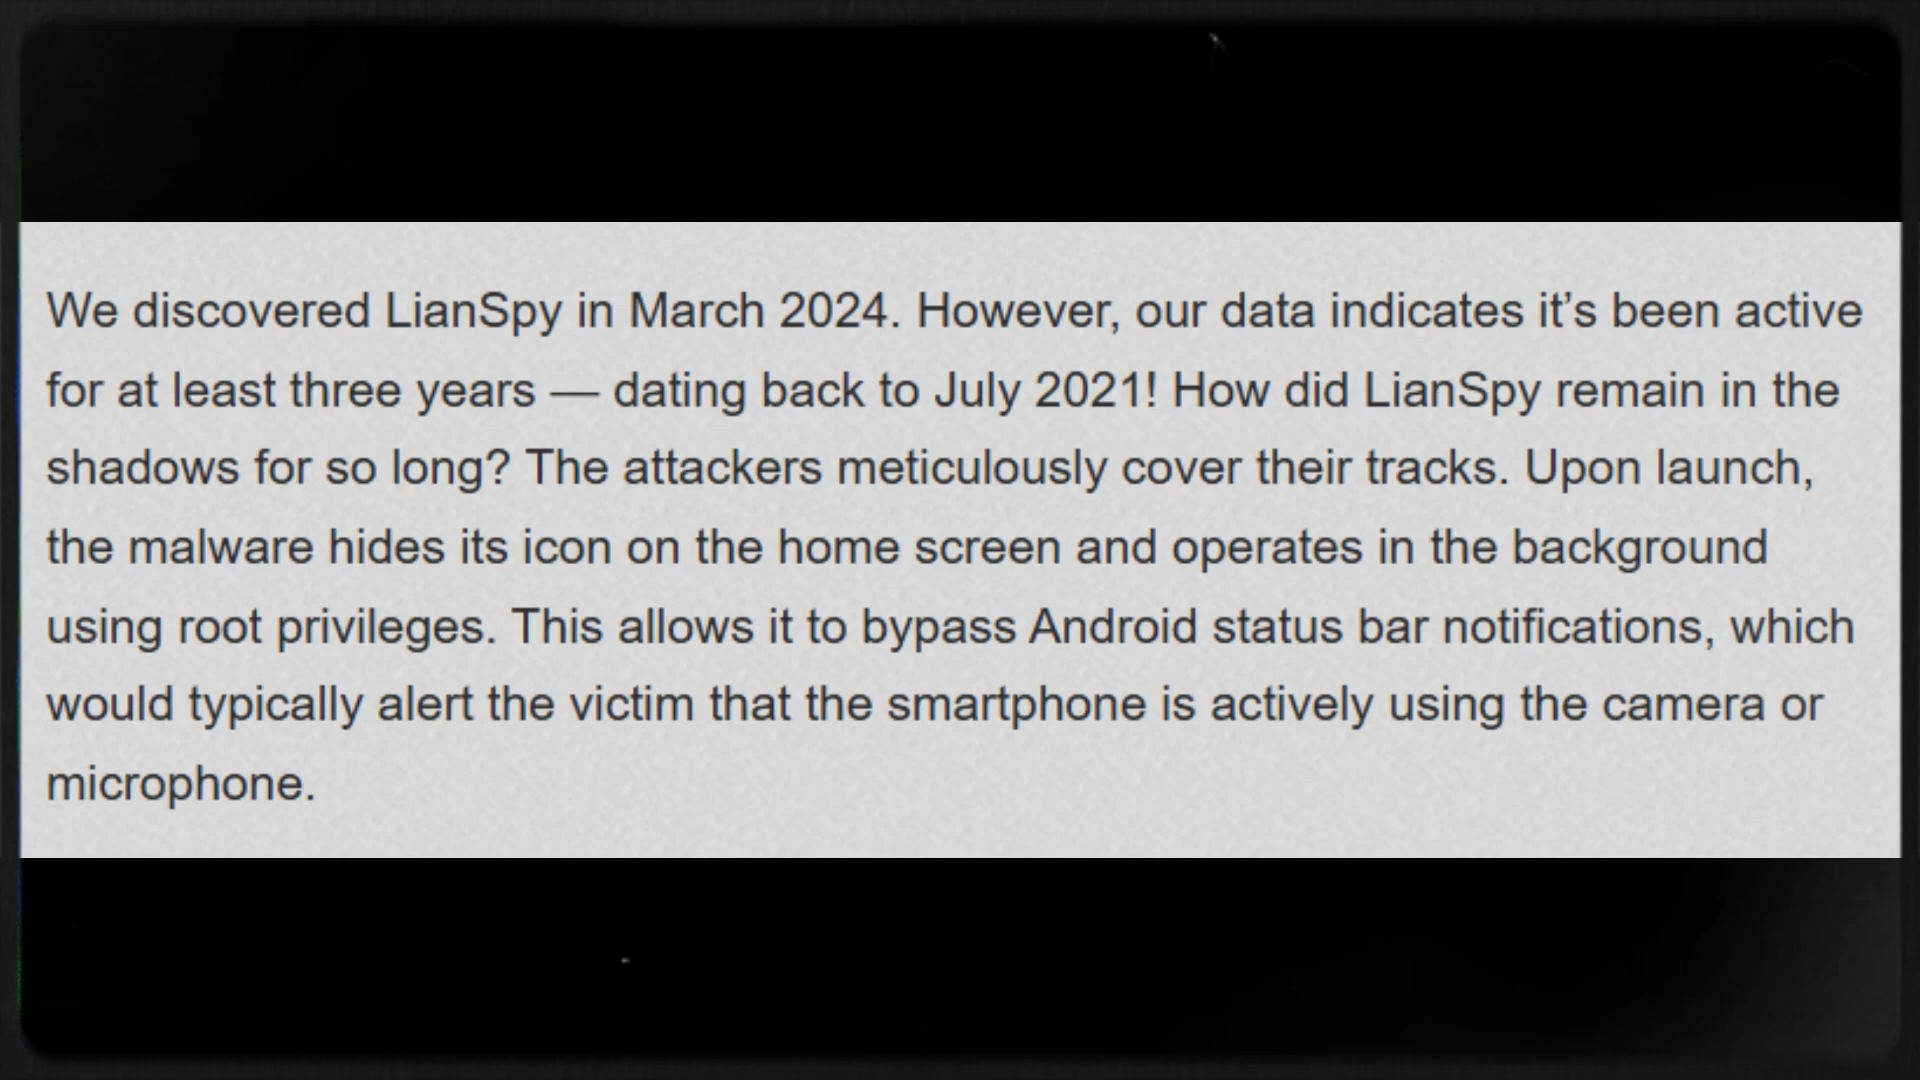 We discovered LianSpy in March 2024. However, our data indicates it’s been active
for at least three years — dating back to July 2021! How did LianSpy remain in the
shadows for so long? The attackers meticulously cover their tracks. Upon launch,
the malware hides its icon on the home screen and operates in the background
using root privileges. This allows it to bypass Android status bar notifications, which
would typically alert the victim that the smartphone is actively using the camera or
microphone.